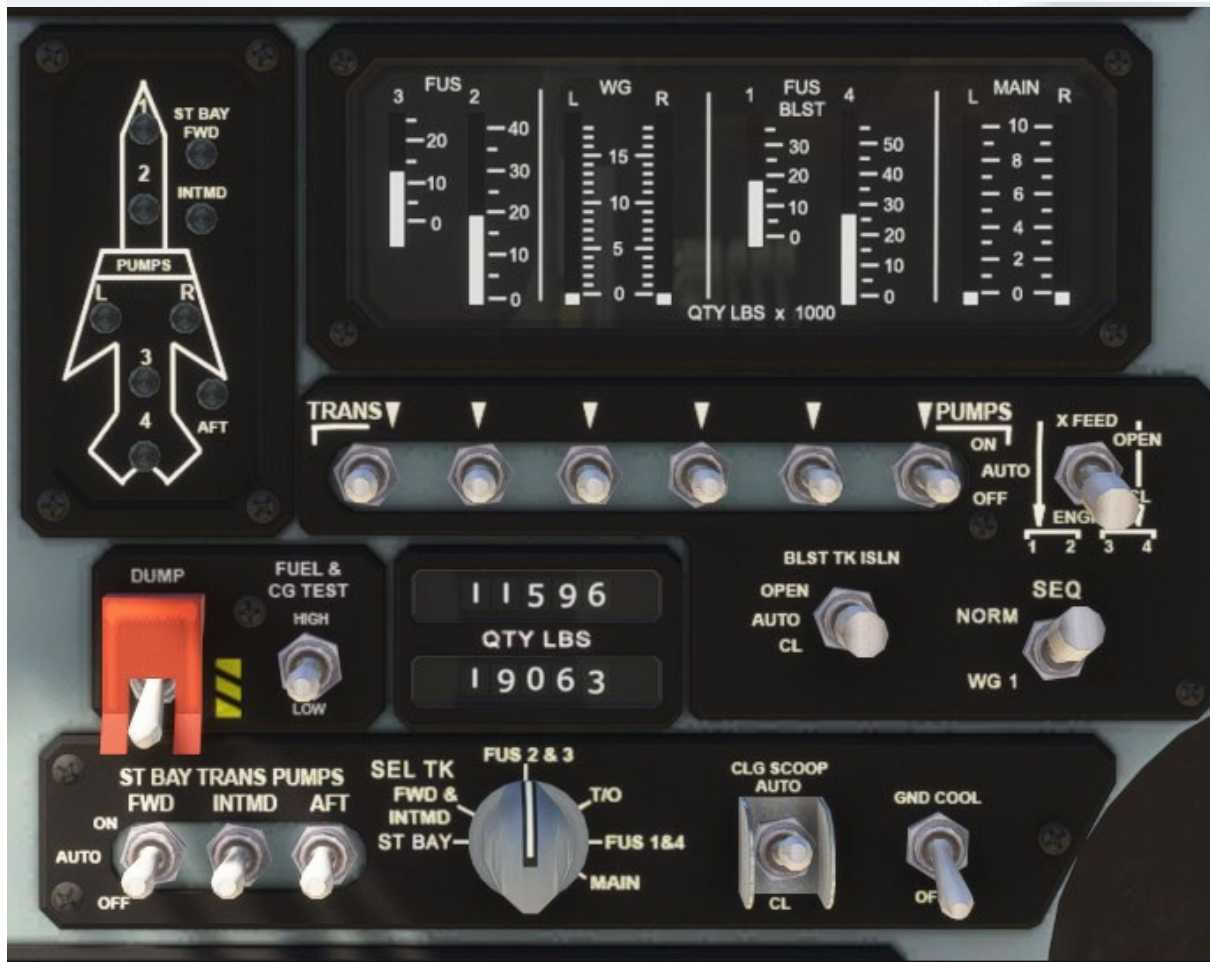 1
ST BAY
FWD
2
INTMD
PUMPS
L R
3
AFT
4
FUS
3 2
20
10
0
40
30
20
10
0
WG
L R
15
10
5
0
FUS
BLST
1 4
30
20
10
0
50
40
30
20
10
0
MAIN
L R
10
8
6
4
2
0
QTY LBS x 1000
TRANS PUMPS
ON
AUTO
OFF
X FEED
OPEN
CL
1 2 3 4
BLST TK ISLN
OPEN
AUTO
CL
SEQ
NORM
WG 1
DUMP
FUEL &
CG TEST
HIGH
LOW
11596
QTY LBS
19063
ST BAY TRANS PUMPS
FWD INTMD AFT
ON
AUTO
OFF
SEL TK
FUS 2 & 3
FWD &
INTMD
ST BAY
T/O
FUS 1&4
MAIN
CLG SCOOP
AUTO
CL
GND COOL